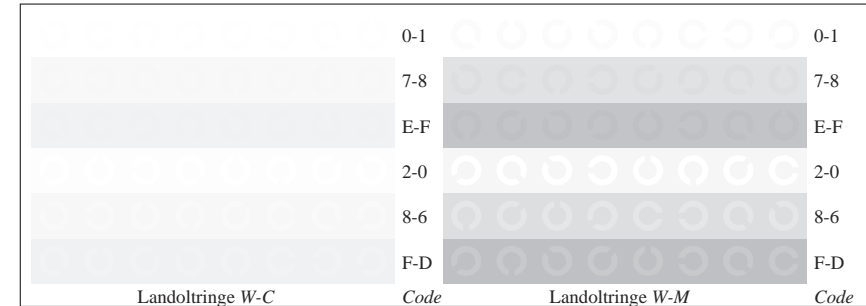 0-1 0-1
7-8 7-8
E-F E-F
2-0 2-0
8-6 8-6
F-D F-D
Landoltringe W-C Code Landoltringe W-M Code